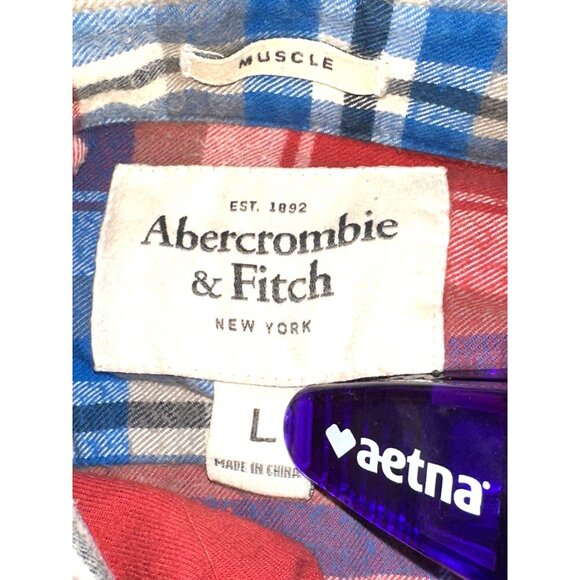 MUSCLE
EST. 1892
Abercrombie
& Fitch
NEW YORK
L
MADE IN CHINA
aetna